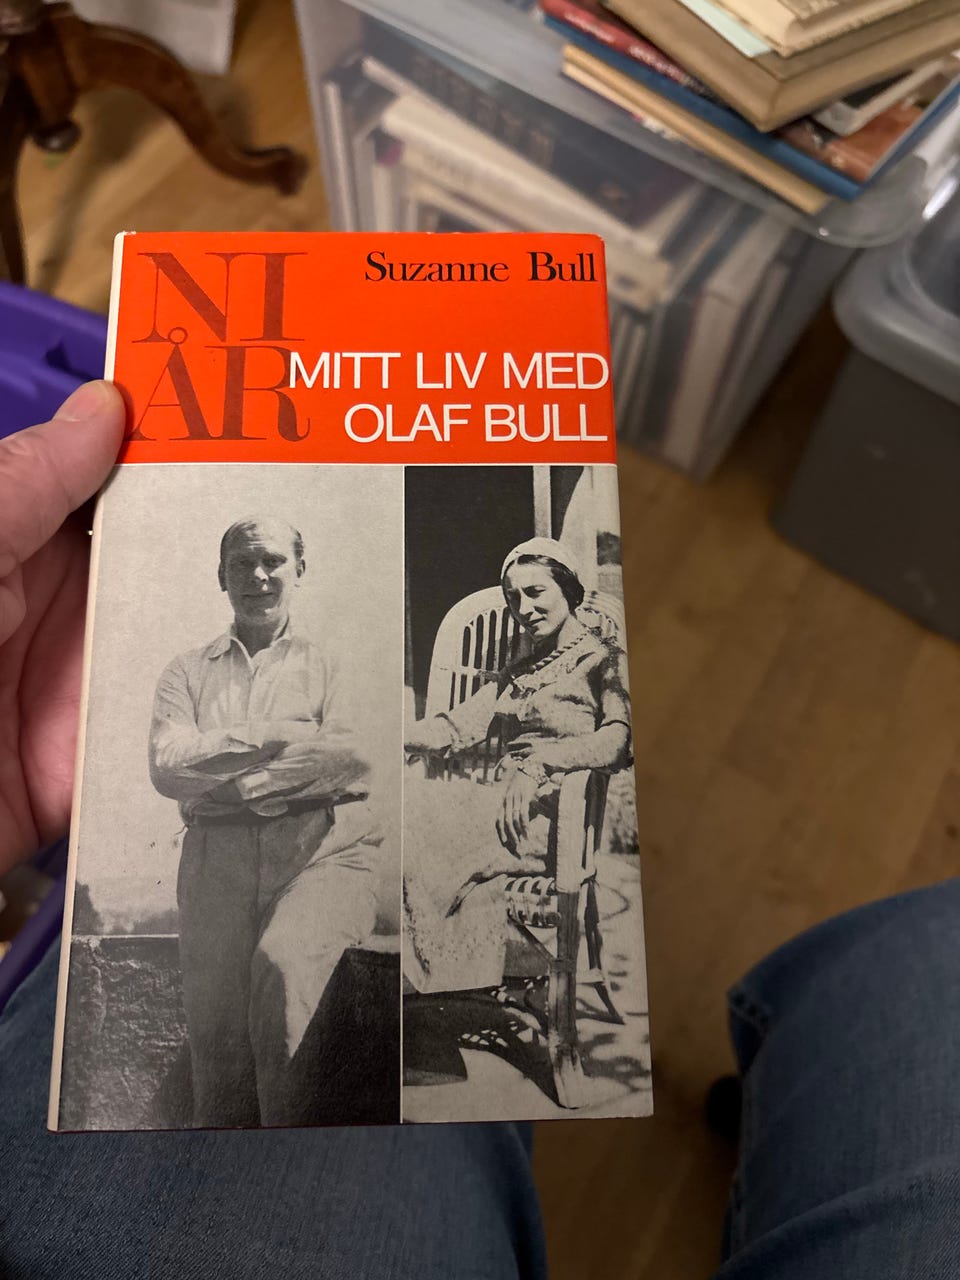 NI
ÅR
Suzanne Bull
MITT LIV MED
OLAF BULL